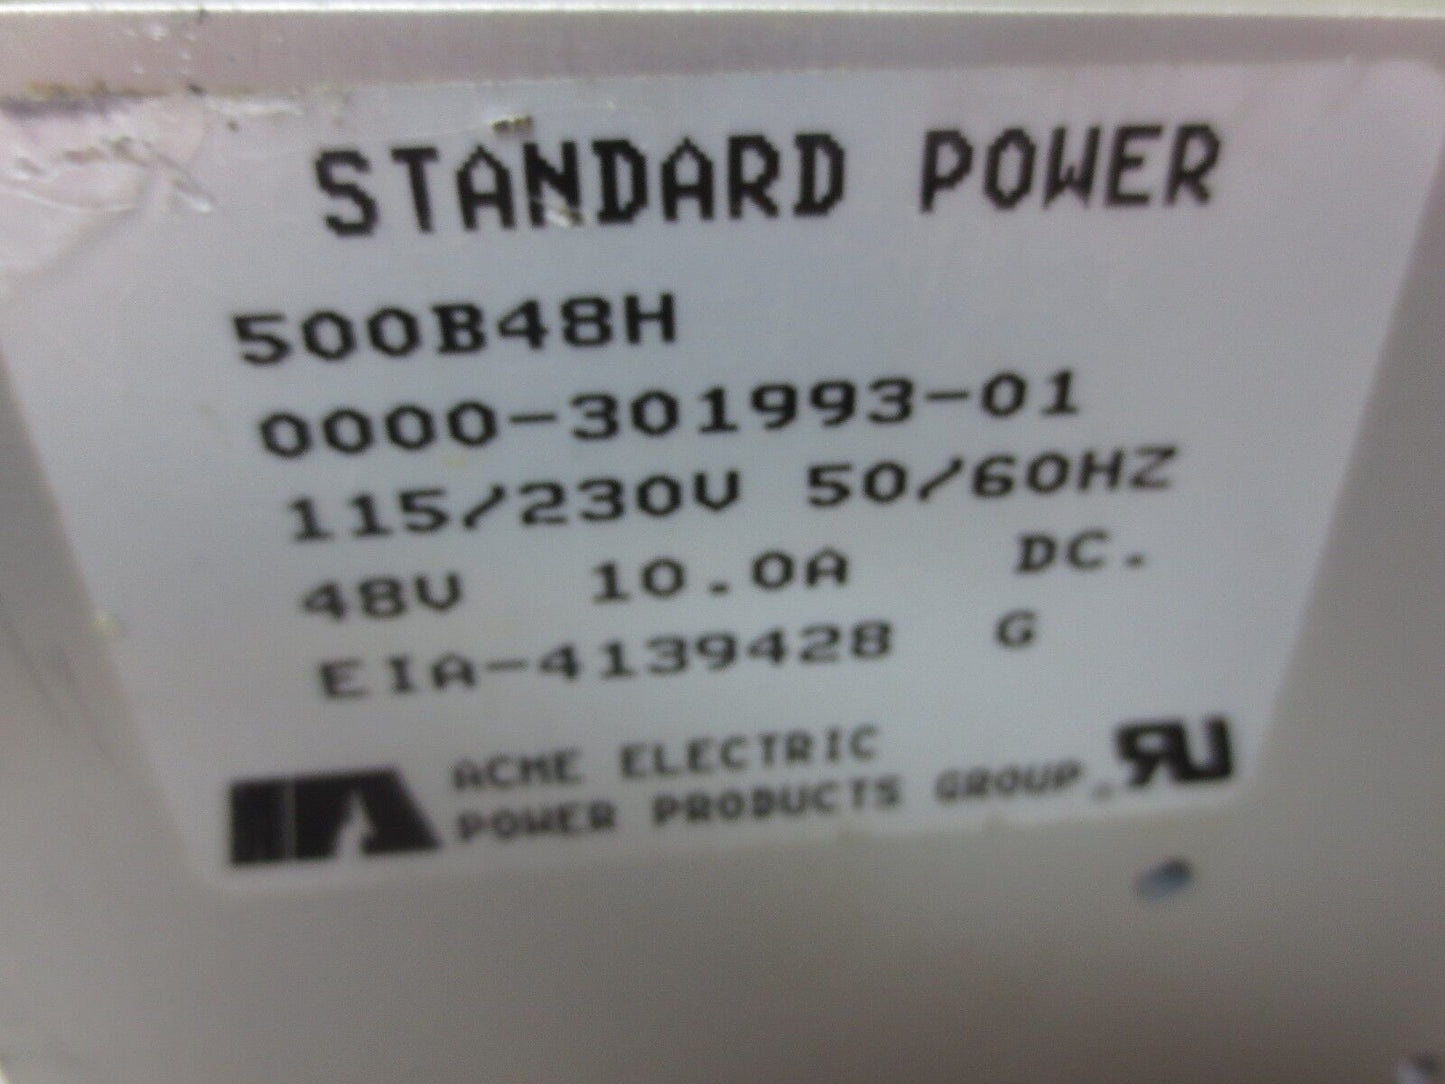 STANDARD POWER
500B48H
0000-301993-01
115/230V 50/60HZ
48V 10.0A DC.
EIA-4139428 G
ACME ELECTRIC
POWER PRODUCTS GROUP.
RU